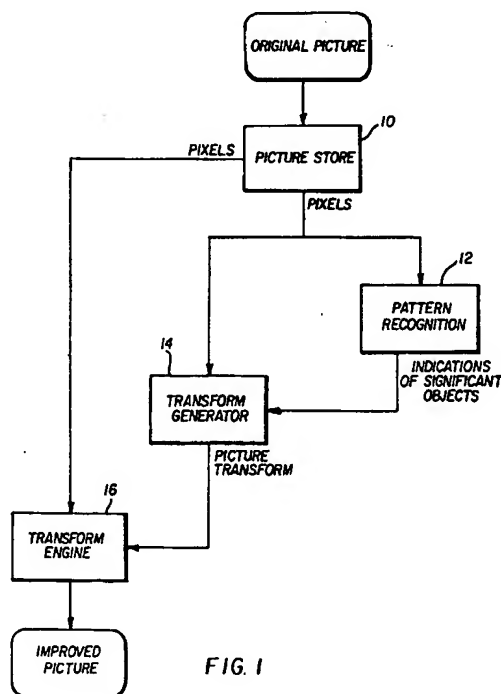 ORIGINAL PICTURE
10
PICTURE STORE
PIXELS
PIXELS
12
PATTERN
RECOGNITION
INDICATIONS
OF SIGNIFICANT
OBJECTS
14
TRANSFORM
GENERATOR
PICTURE
TRANSFORM
16
TRANSFORM
ENGINE
IMPROVED
PICTURE
FIG. 1